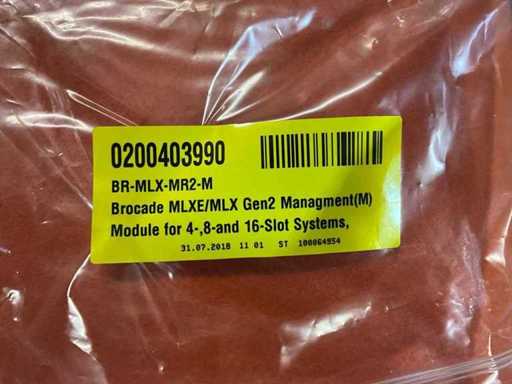 0200403990
BR-MLX-MR2-M
Brocade MLXE/MLX Gen2 Managment(M)
Module for 4-,8-and 16-Slot Systems,
31.07.2018 11 01 ST 100064954